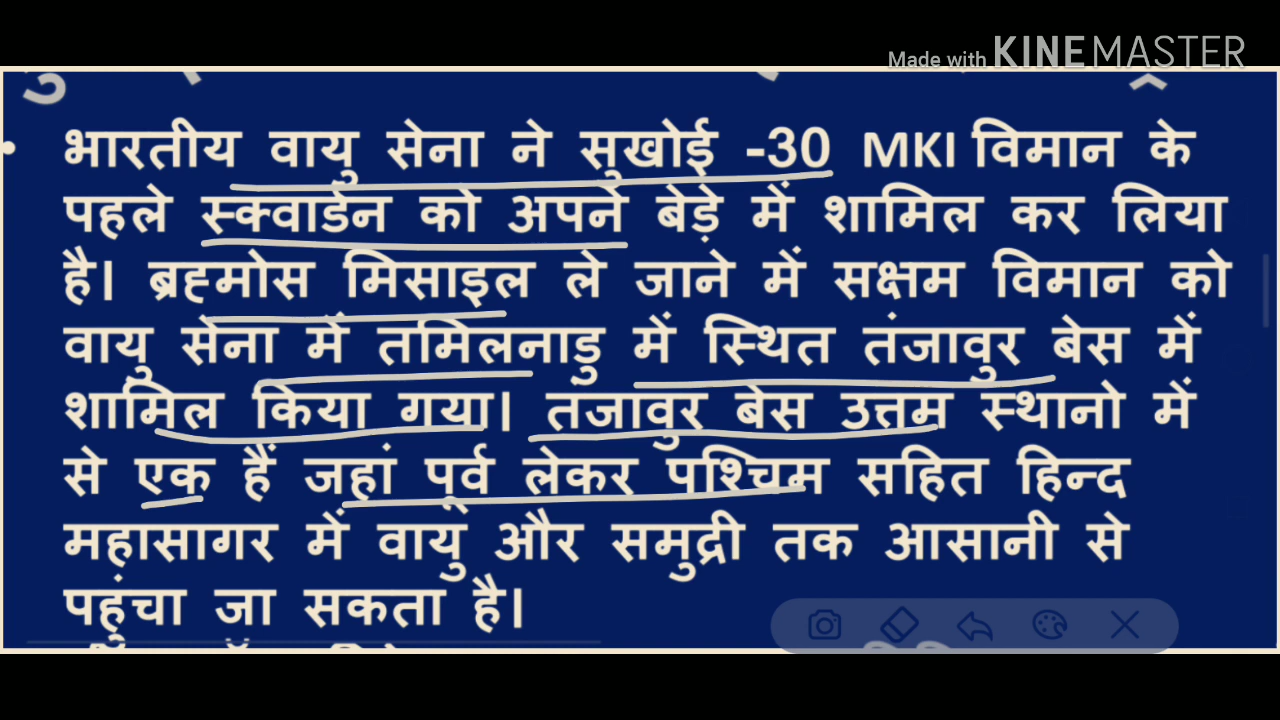 Made with KINEMASTER
भारतीय वायु सेना ने सुखोई -30 MKI विमान के
पहले स्क्वार्डन को अपने बेड़े में शामिल कर लिया
है। ब्रह्मोस मिसाइल ले जाने में सक्षम विमान को
वायु सेना में तमिलनाडु में स्थित तंजावुर बेस में
शामिल किया गया। तंजावुर बेस उत्तम स्थानो में
से एक हैं जहां पूर्व लेकर पश्चिम सहित हिन्द
महासागर में वायु और समुद्री तक आसानी से
पहुंचा जा सकता है।